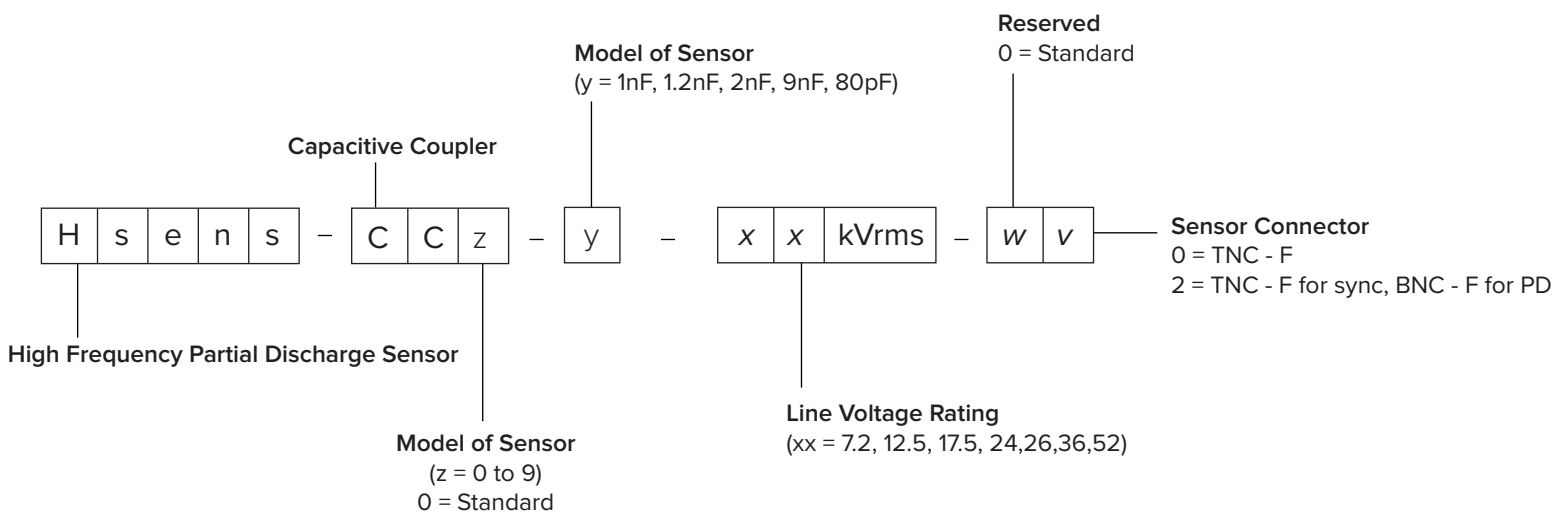 Reserved
0 = Standard
Model of Sensor
(y = 1nF, 1.2nF, 2nF, 9nF, 80pF)
Capacitive Coupler
H s e n s – C C z – y – x x kVrms – w v
Sensor Connector
0 = TNC - F
2 = TNC - F for sync, BNC - F for PD
High Frequency Partial Discharge Sensor
Line Voltage Rating
(xx = 7.2, 12.5, 17.5, 24,26,36,52)
Model of Sensor
(z = 0 to 9)
0 = Standard